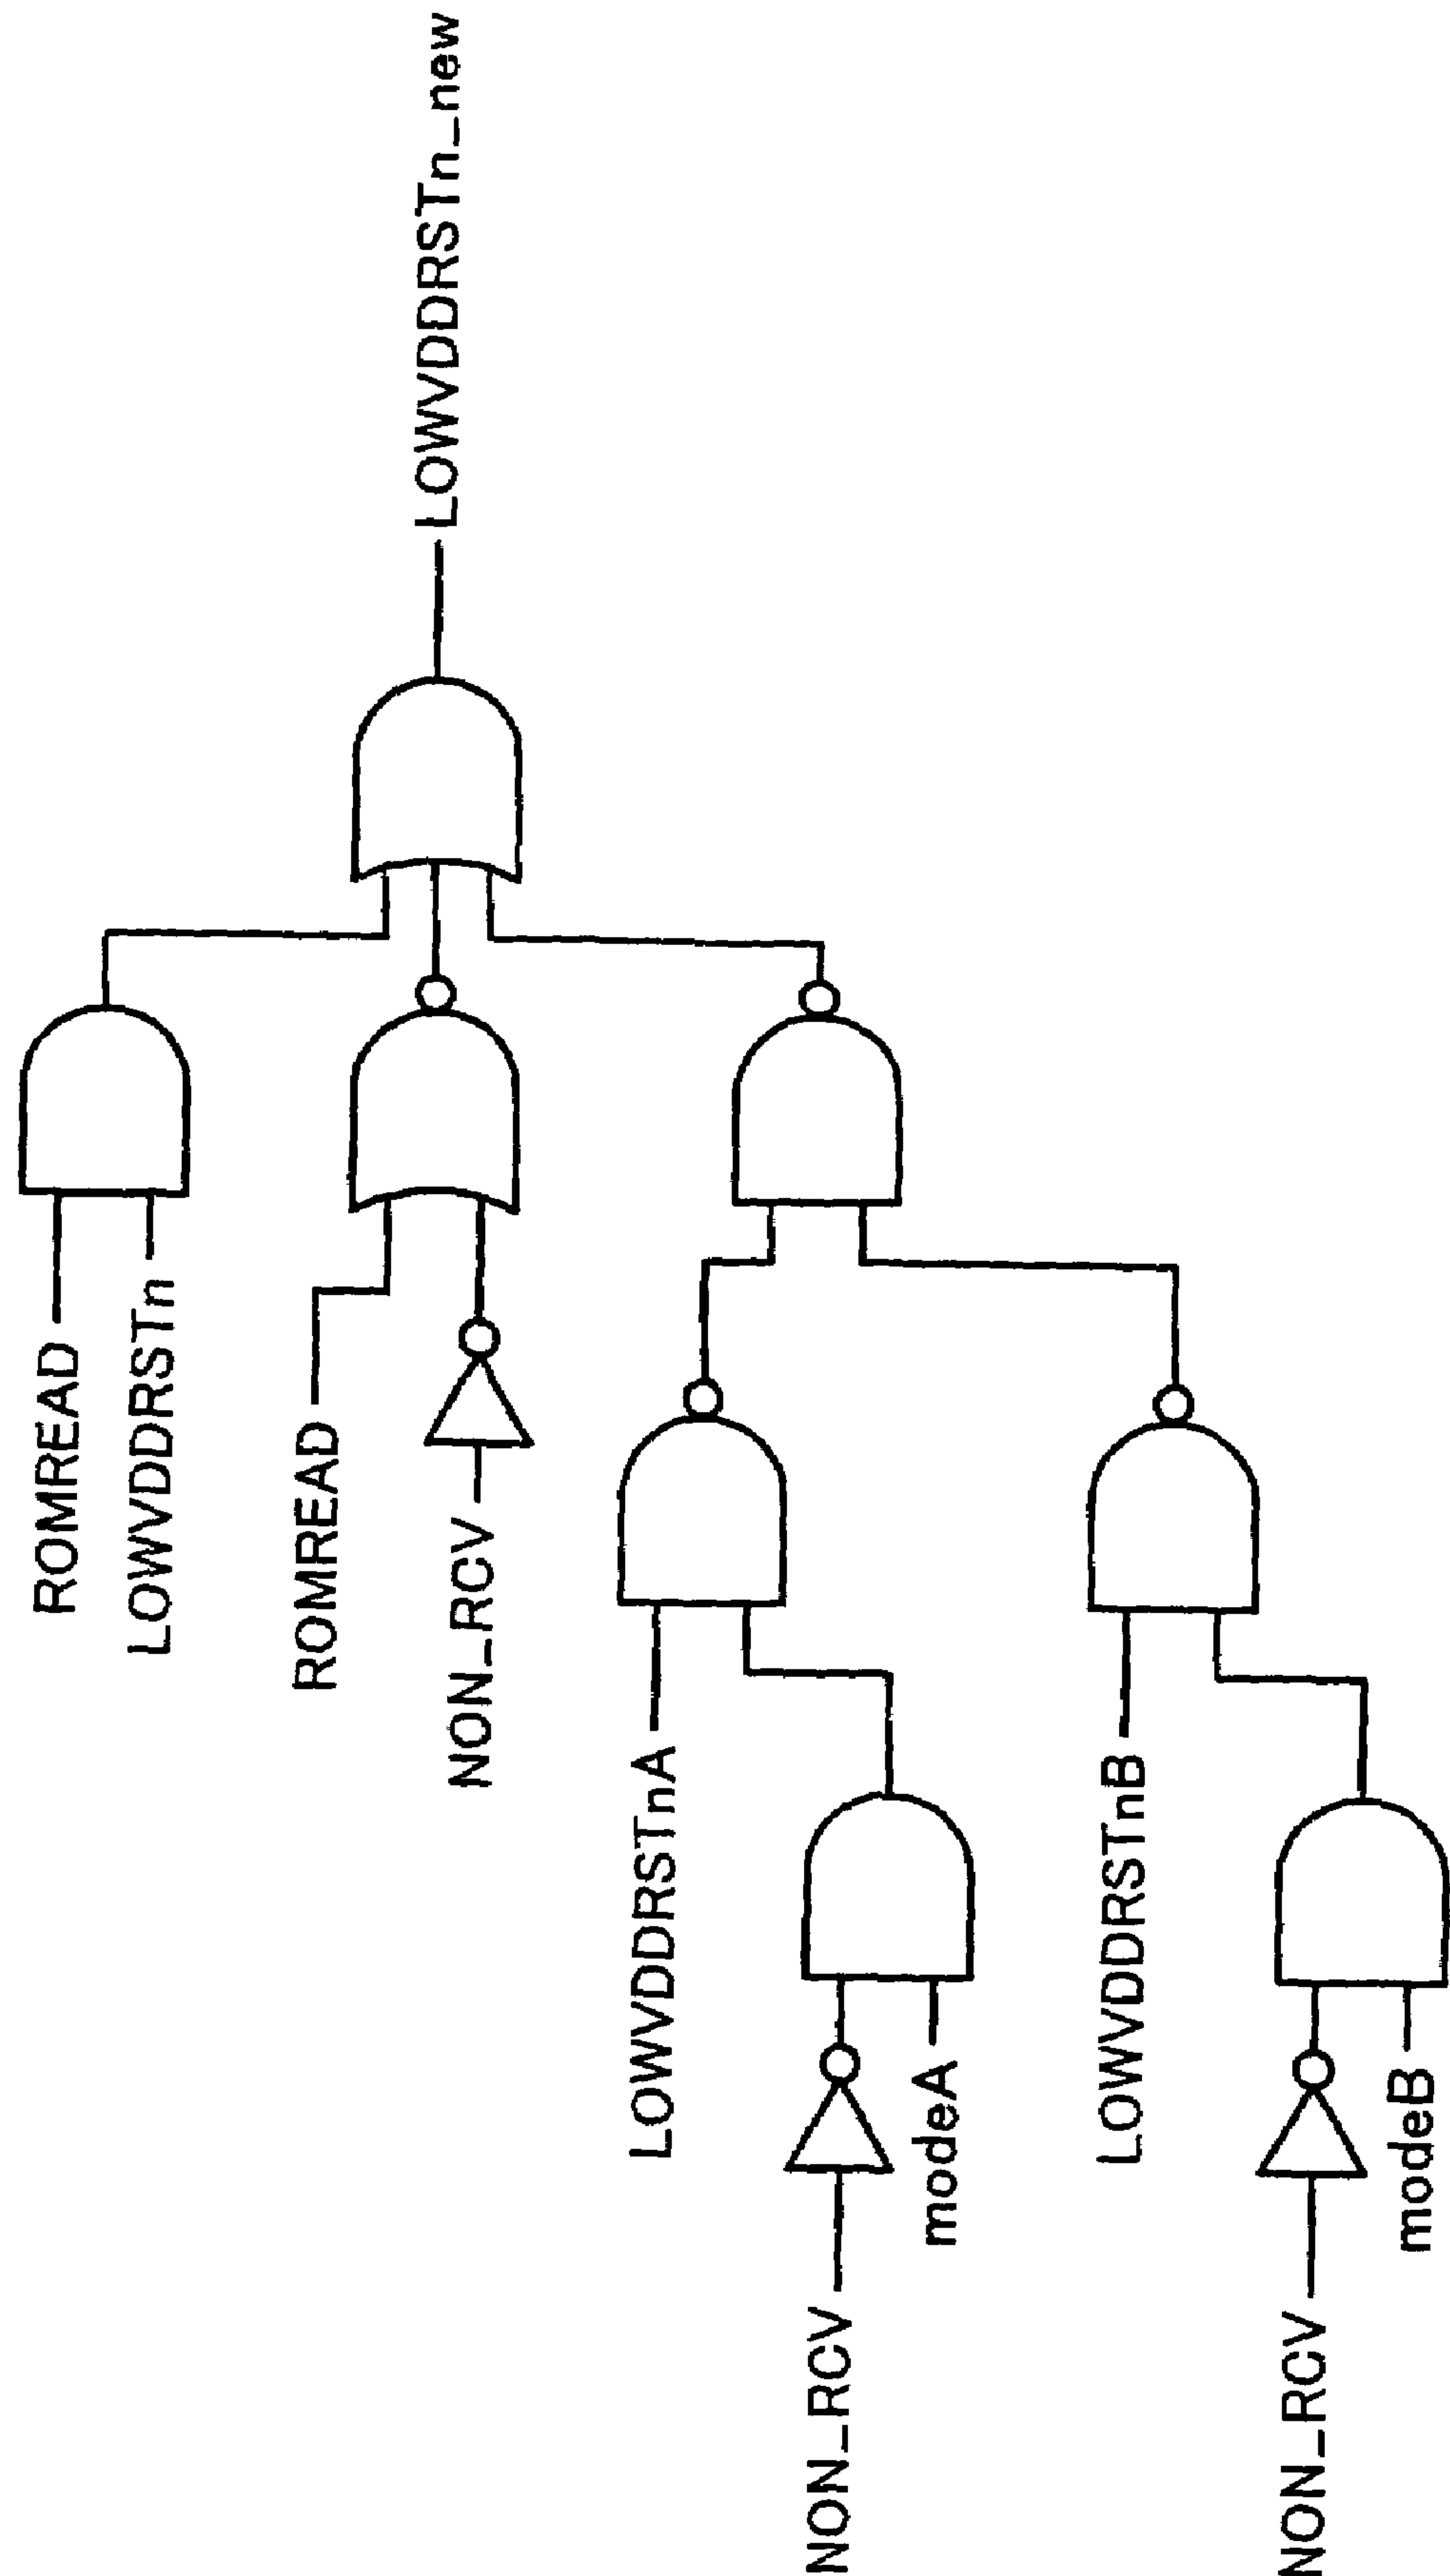 ROMREAD
LOWVDDRSTn
ROMREAD
NON_RCV
LOWVDDRSTn_new
LOWVDDRSTnA
NON_RCV
modeA
LOWVDDRSTnB
NON_RCV
modeB